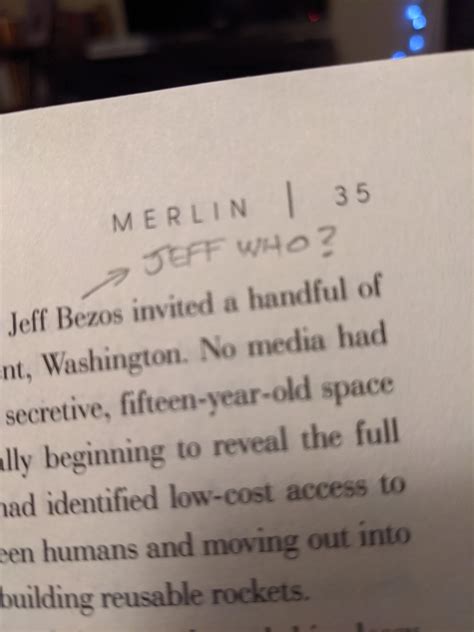 MERLIN | 35
JEFF WHO?
Jeff Bezos invited a handful of
ent, Washington. No media had
secretive, fifteen-year-old space
ally beginning to reveal the full
had identified low-cost access to
een humans and moving out into
building reusable rockets.